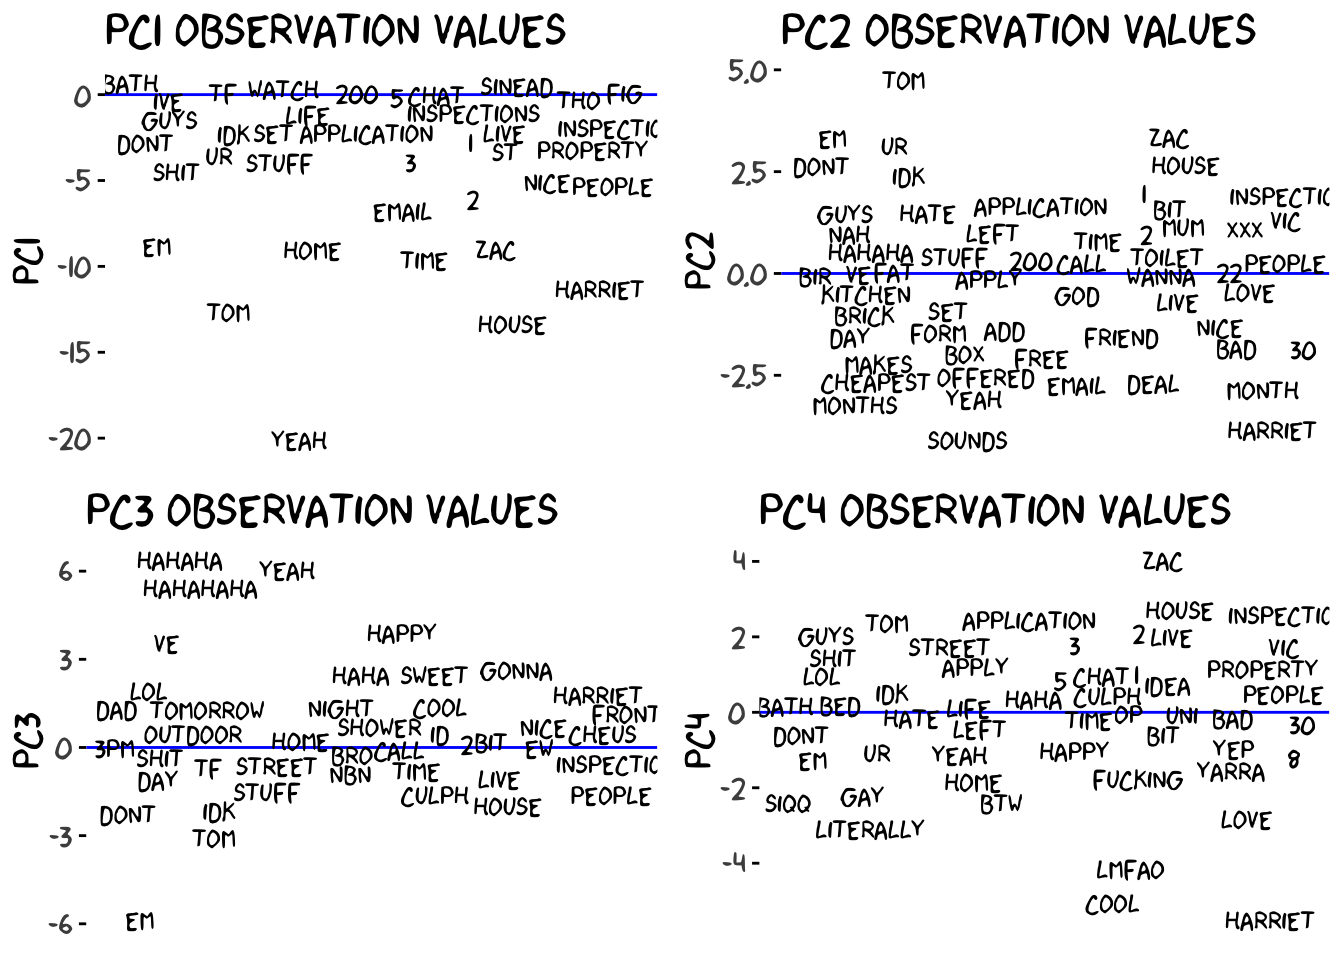 PC1 OBSERVATION VALUES
PC1
0
-5
-10
-15
-20
BATH
IVE
TF WATCH 200 5 CHAT SINEAD
THO FIG
GUYS
LIFE
INSPECTIONS
DONT
IDK SET APPLICATION
LIVE
INSPECTIC
1
ST
PROPERTY
SHIT
UR STUFF
3
NICE PEOPLE
2
EMAIL
EM
HOME
TIME
ZAC
HARRIET
TOM
HOUSE
YEAH
PC2 OBSERVATION VALUES
PC2
5.0
2.5
0.0
-2.5
TOM
EM
UR
ZAC
DONT
HOUSE
IDK
1
INSPECTIC
GUYS HATE APPLICATION
BIT
NAH
LEFT
TIME 2 MUM XXX VIC
HAHAHA STUFF 200 CALL TOILET PEOPLE
BIR VE FAT APPLY WANNA 22
KITCHEN
GOD
LIVE
LOVE
BRICK
SET
DAY
FORM ADD
FRIEND
NICE
BOX
BAD 30
MAKES
FREE
CHEAPEST OFFERED EMAIL DEAL
MONTH
MONTHS
YEAH
SOUNDS
HARRIET
PC3 OBSERVATION VALUES
PC3
6
3
0
-3
-6
HAHAHA
YEAH
HAHAHAHA
VE
HAPPY
LOL
HAHA SWEET GONNA
DAD TOMORROW NIGHT COOL
HARRIET
FRONT
OUTDOOR
SHOWER ID
NICE CHEUS
3PM
HOME
2 BIT EW
SHIT
BRO CALL
DAY
TF STREET NBN TIME
LIVE
INSPECTIC
STUFF
CULPH
PEOPLE
DONT
IDK
HOUSE
TOM
EM
PC4 OBSERVATION VALUES
PC4
4
2
0
-2
-4
ZAC
TOM APPLICATION
HOUSE INSPECTIC
GUYS
STREET
3
2 LIVE
VIC
SHIT
APPLY
PROPERTY
LOL
5 CHAT 1
IDEA
PEOPLE
BATH BED IDK LIFE HAHA CULPH
HATE LEFT
TIME OP UNI BAD 30
DONT
BIT
EM
UR YEAH HAPPY
YEP
8
HOME
FUCKING YARRA
SIQQ GAY
BTW
LITERALLY
LOVE
LMFAO
COOL
HARRIET